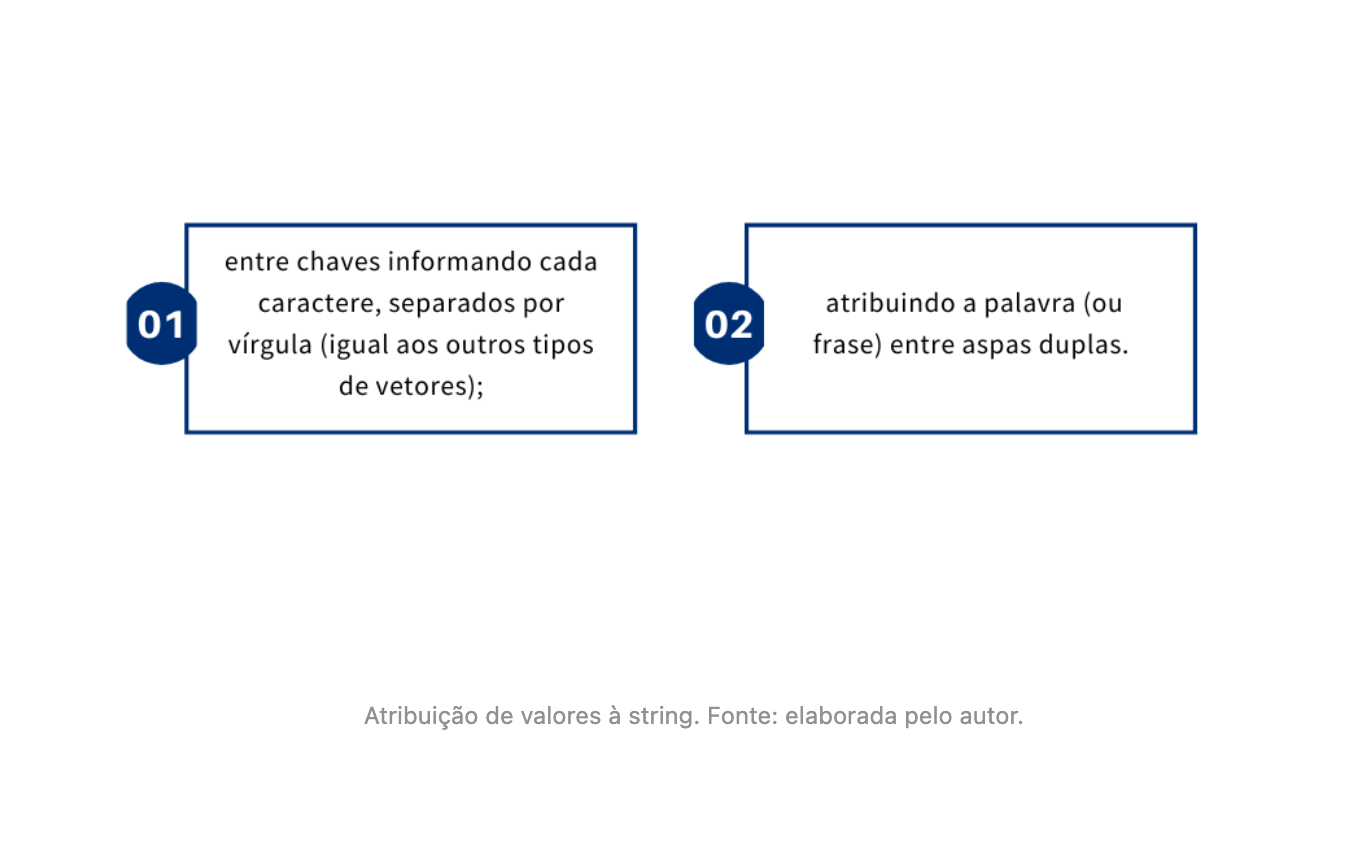 01
entre chaves informando cada
caractere, separados por
vírgula (igual aos outros tipos
de vetores);
02
atribuindo a palavra (ou
frase) entre aspas duplas.
Atribuição de valores à string. Fonte: elaborada pelo autor.